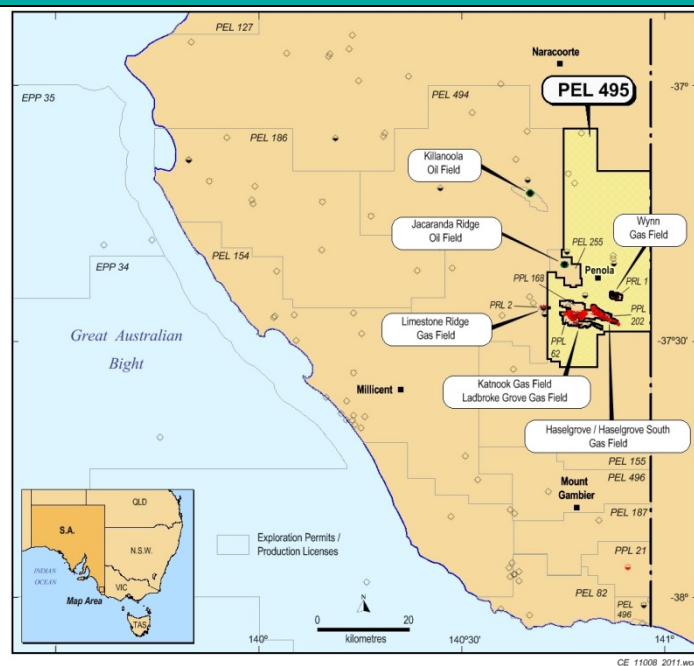 PEL 127
Naracoorte
EPP 35
-37°
PEL 494
PEL 495
PEL 186
Killanoola
Oil Field
Jacaranda Ridge
Oil Field
Wynn
Gas Field
PEL 154
PEL 255
EPP 34
Penola
PPL 168
PRL 1
PRL 2
PPL
202
Limestone Ridge
Gas Field
Great Australian
Bight
PPL
62
-37°30'
Katnook Gas Field
Ladbroke Grove Gas Field
Millicent
Haselgrove / Haselgrove South
Gas Field
PEL 155
PEL 496
Mount
Gambier
PEL 187
QLD
S.A.
N.S.W.
Exploration Permits /
Production Licenses
PPL 21
INDIAN
OCEAN
VIC
PEL 82
Map Area
TAS
N
PEL
496
-38°
0
20
kilometres
140°
140°30'
141°
CE_11008_2011.wor